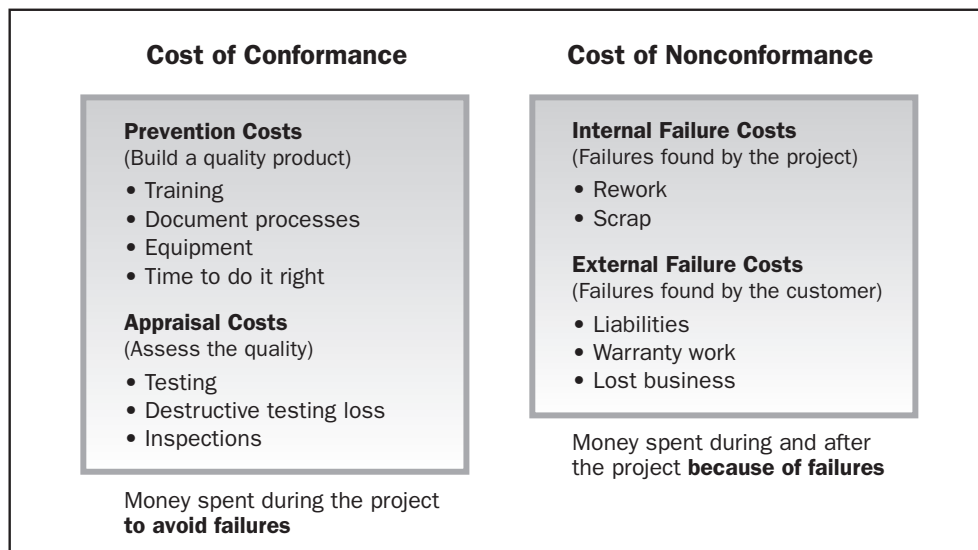 Cost of Conformance
Prevention Costs
(Build a quality product)
• Training
• Document processes
• Equipment
• Time to do it right
Appraisal Costs
(Assess the quality)
• Testing
• Destructive testing loss
• Inspections
Money spent during the project
to avoid failures
Cost of Nonconformance
Internal Failure Costs
(Failures found by the project)
• Rework
• Scrap
External Failure Costs
(Failures found by the customer)
• Liabilities
• Warranty work
• Lost business
Money spent during and after
the project because of failures